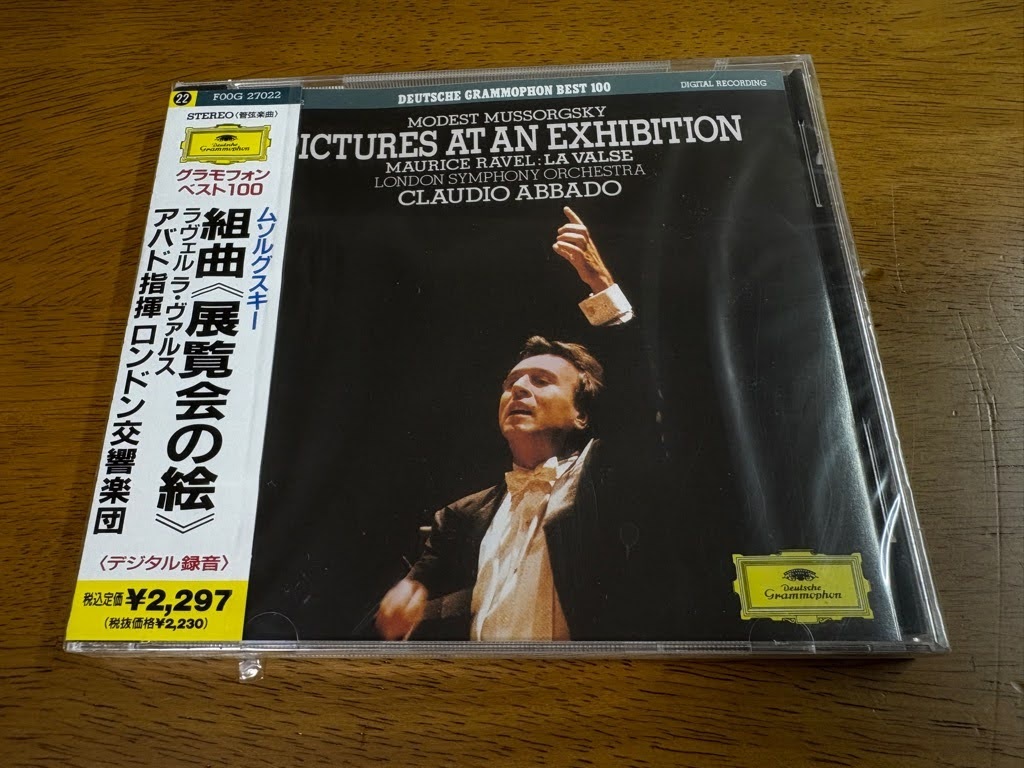 22
F00G 27022
STEREO〈管弦楽曲〉
Deutsche
Grammophon
グラモフォン
ベスト100
ムソルグスキー
組曲《展覧会の絵》
ラヴェル ラ・ヴァルス
アバド指揮 ロンドン交響楽団
〈デジタル録音〉
税込定価¥2,297
(税抜価格¥2,230)
DEUTSCHE GRAMMOPHON BEST 100
DIGITAL RECORDING
MODEST MUSSORGSKY
ICTURES AT AN EXHIBITION
MAURICE RAVEL: LA VALSE
LONDON SYMPHONY ORCHESTRA
CLAUDIO ABBADO
Deutsche
Grammophon